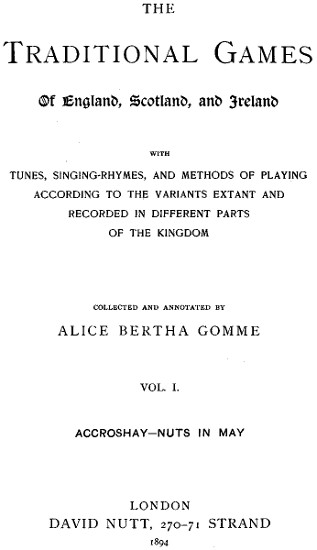 THE
TRADITIONAL GAMES
Of England, Scotland, and Ireland
WITH
TUNES, SINGING-RHYMES, AND METHODS OF PLAYING
ACCORDING TO THE VARIANTS EXTANT AND
RECORDED IN DIFFERENT PARTS
OF THE KINGDOM
COLLECTED AND ANNOTATED BY
ALICE BERTHA GOMME
VOL. I.
ACCROSHAY—NUTS IN MAY
LONDON
DAVID NUTT, 270-71 STRAND
1894